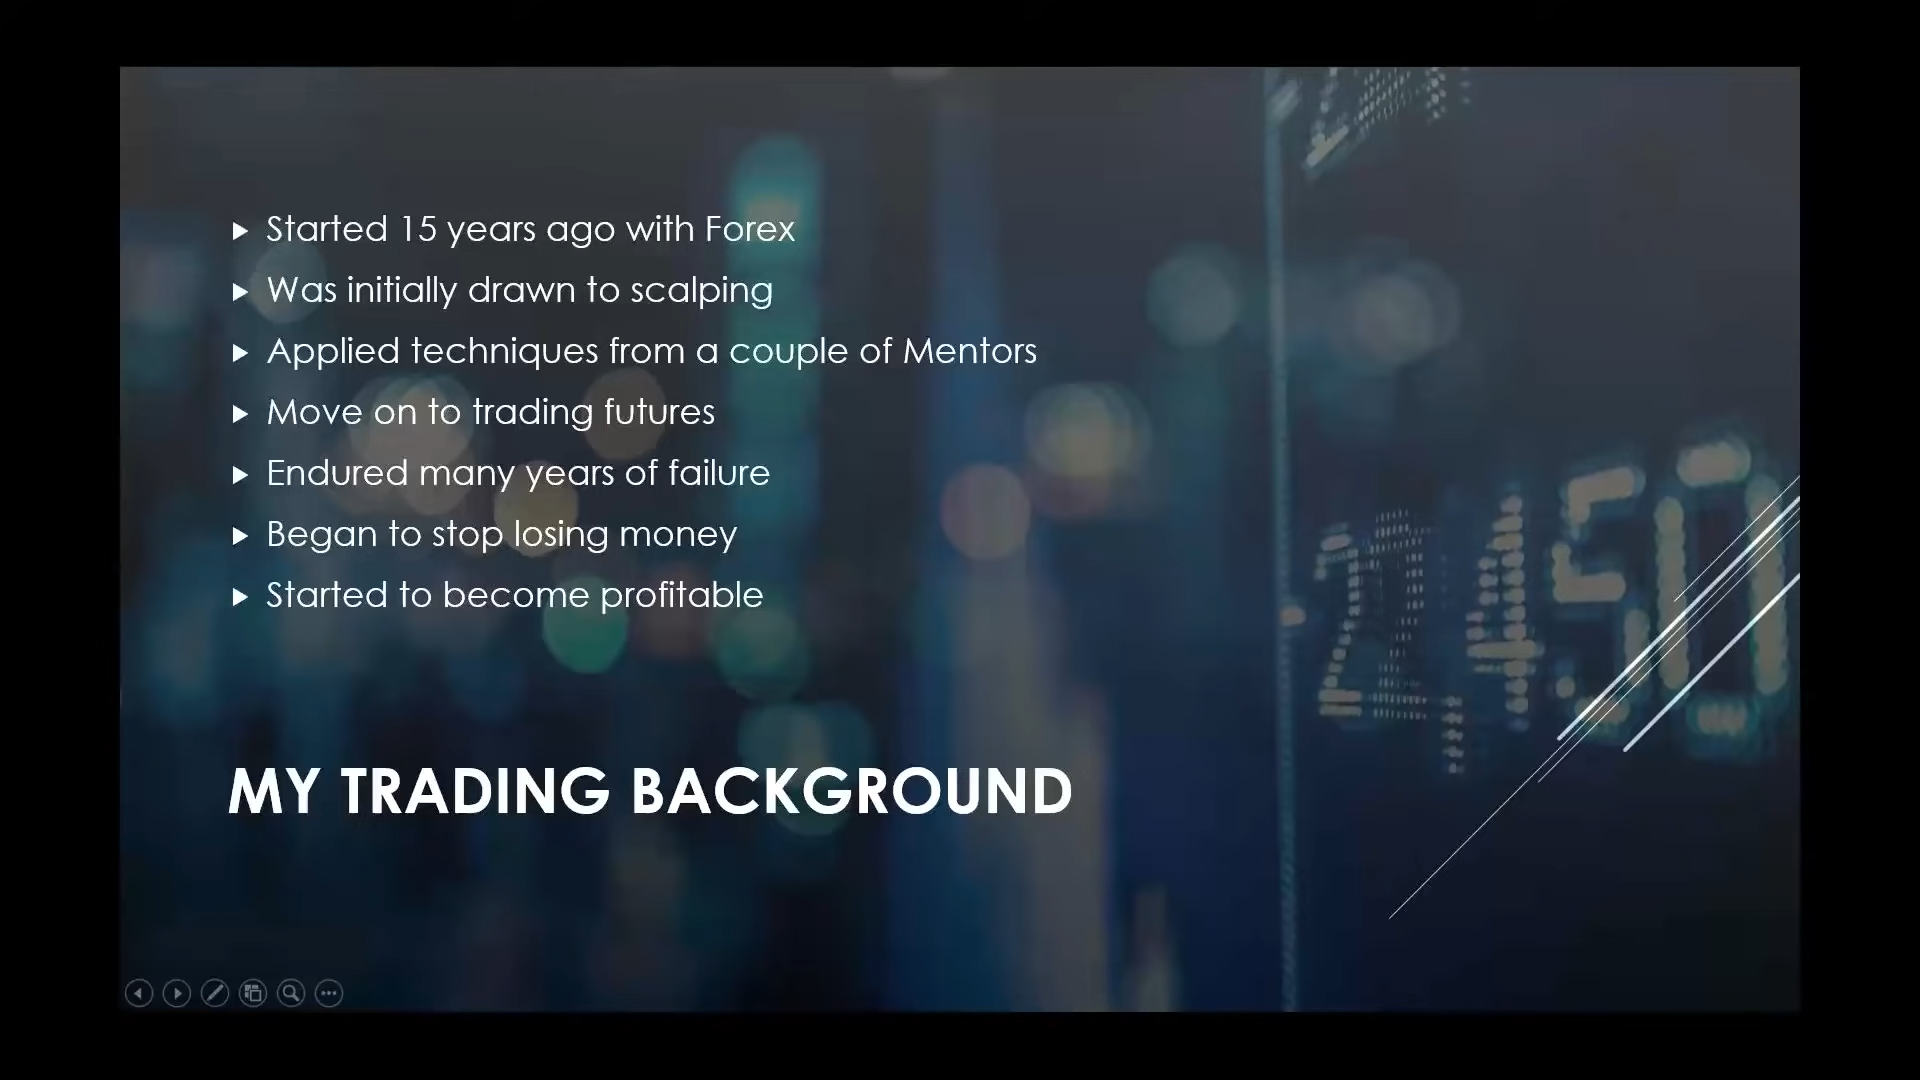 Started 15 years ago with Forex
Was initially drawn to scalping
Applied techniques from a couple of Mentors
Move on to trading futures
Endured many years of failure
Began to stop losing money
Started to become profitable
MY TRADING BACKGROUND